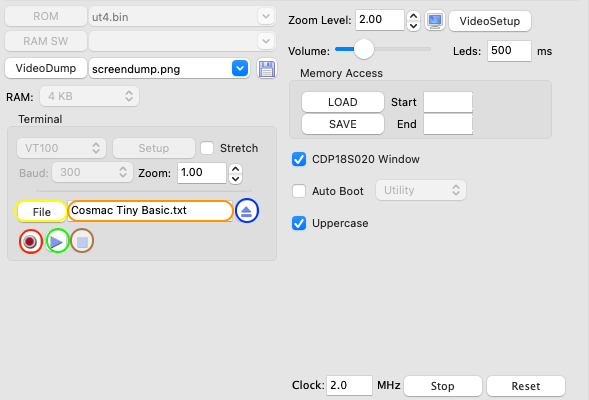 ROM ut4.bin
RAM SW
VideoDump screendump.png
RAM: 4 KB
Terminal
VT100 Setup Stretch
Baud: 300 Zoom: 1.00
File Cosmac Tiny Basic.txt
Zoom Level: 2.00 VideoSetup
Volume: Leds: 500 ms
Memory Access
LOAD Start
SAVE End
CDP18S020 Window
Auto Boot Utility
Uppercase
Clock: 2.0 MHz Stop Reset